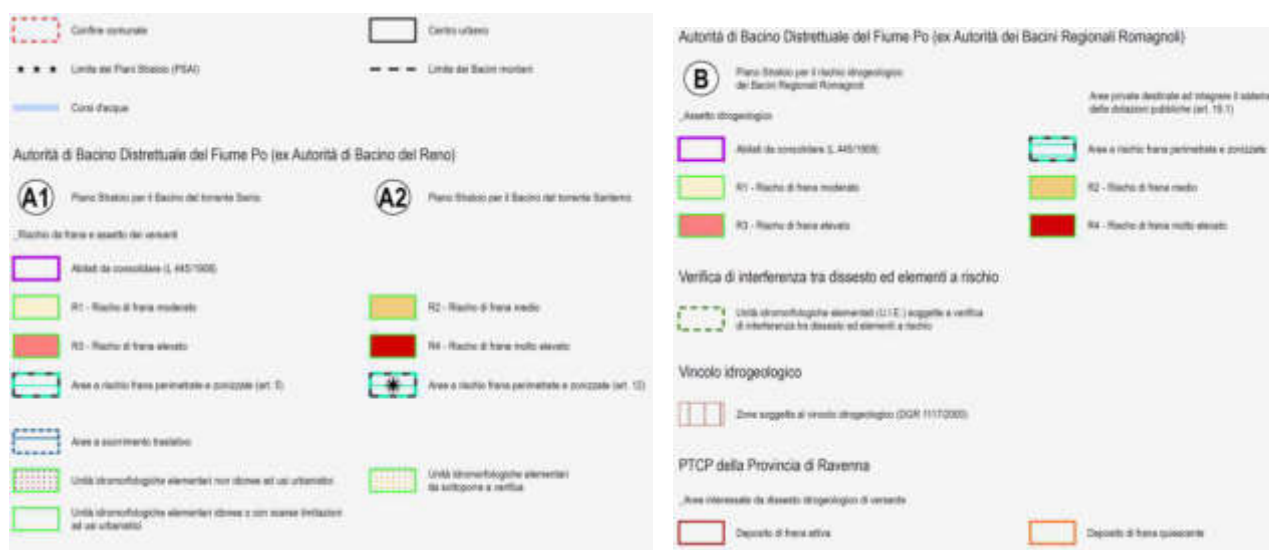 Confine comunale
Centro urbano
Limite dei Piani Stralcio (PSAI)
Limite dei Bacini montani
Corsi d'acque
Autorità di Bacino Distrettuale del Fiume Po (ex Autorità di Bacino del Reno)
A1
Piano Stralcio per il Bacino del torrente Senio
A2
Piano Stralcio per il Bacino del torrente Santerno
_Rischio da frana e assetto dei versanti
Abitati da consolidare (L 445/1908)
R1 - Rischo di frana moderato
R2 - Rischo di frana medio
R3 - Rischo di frana elevato
R4 - Rischo di frana molto elevato
Aree a rischio frana perimetrate e zonizzate (art. 5)
Aree a rischio frana perimetrate e zonizzate (art. 12)
Aree a scorrimento traslativo
Unità idromorfologiche elementari non idonee ad usi urbanistici
Unità idromorfologiche elementari
da sottoporre a verifica
Unità idromorfologiche elementari idonee o con scarse limitazioni
ad usi urbanistici
Autorità di Bacino Distrettuale del Fiume Po (ex Autorità dei Bacini Regionali Romagnoli)
B
Piano Stralcio per il rischio idrogeologico
dei Bacini Regionali Romagnoli
Aree private destinate ad integrare il sistema
delle dotazioni pubbliche (art. 19.1)
_Assetto idrogeologico
Abitati da consolidare (L 445/1908)
Aree a rischio frana perimetrate e zonizzate
R1 - Rischo di frana moderato
R2 - Rischo di frana medio
R3 - Rischo di frana elevato
R4 - Rischo di frana molto elevato
Verifica di interferenza tra dissesto ed elementi a rischio
Unità idromorfologiche elementari (U.I.E.) soggette a verifica
di interferenza tra dissesto ed elementi a rischio
Vincolo idrogeologico
Zone soggette al vincolo idrogeologico (DGR 1117/2000)
PTCP della Provincia di Ravenna
_Aree interessate da dissesto idrogeologico di versante
Deposito di frana attiva
Deposito di frana quiescente